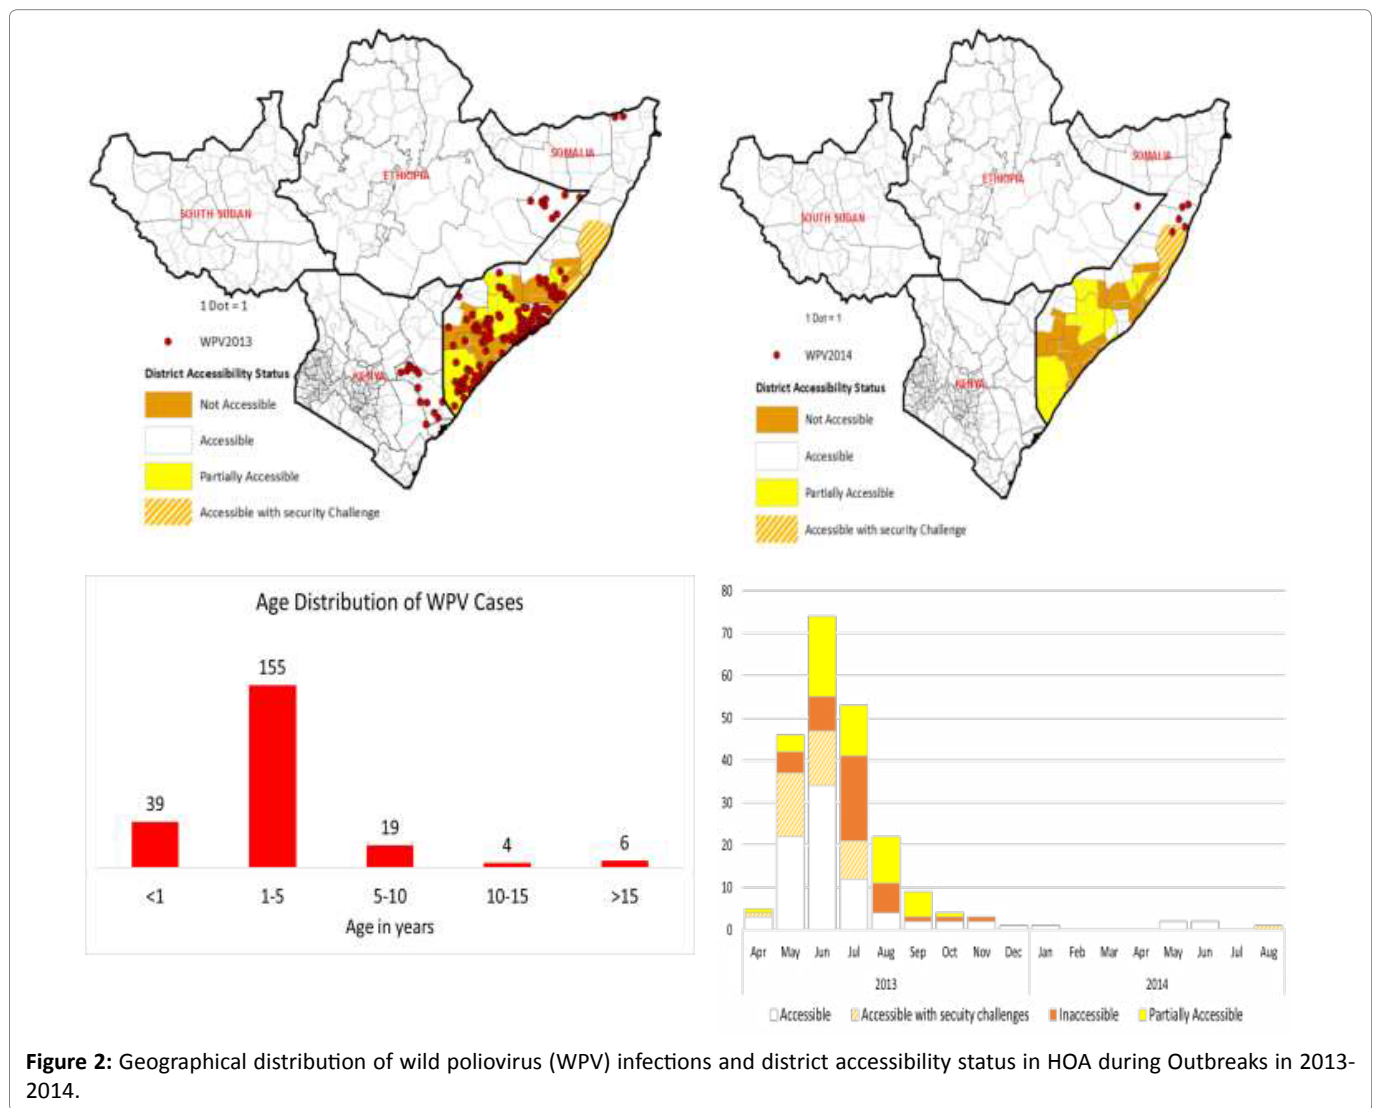 SOMALIA
ETHIOPIA
SOUTH SUDAN
KENYA
1 Dot = 1
WPV2013
District Accessibility Status
Not Accessible
Accessible
Partially Accessible
Accessible with security Challenge
SOMALIA
ETHIOPIA
SOUTH SUDAN
KENYA
1 Dot = 1
WPV2014
District Accessibility Status
Not Accessible
Accessible
Partially Accessible
Accessible with security Challenge
Age Distribution of WPV Cases
155
39
19
4
6
<1 1-5 5-10 10-15 >15
Age in years
80
70
60
50
40
30
20
10
0
Apr May Jun Jul Aug Sep Oct Nov Dec Jan Feb Mar Apr May Jun Jul Aug
2013 2014
Accessible Accessible with secuity challenges Inaccessible Partially Accessible
Figure 2: Geographical distribution of wild poliovirus (WPV) infections and district accessibility status in HOA during Outbreaks in 2013-
2014.